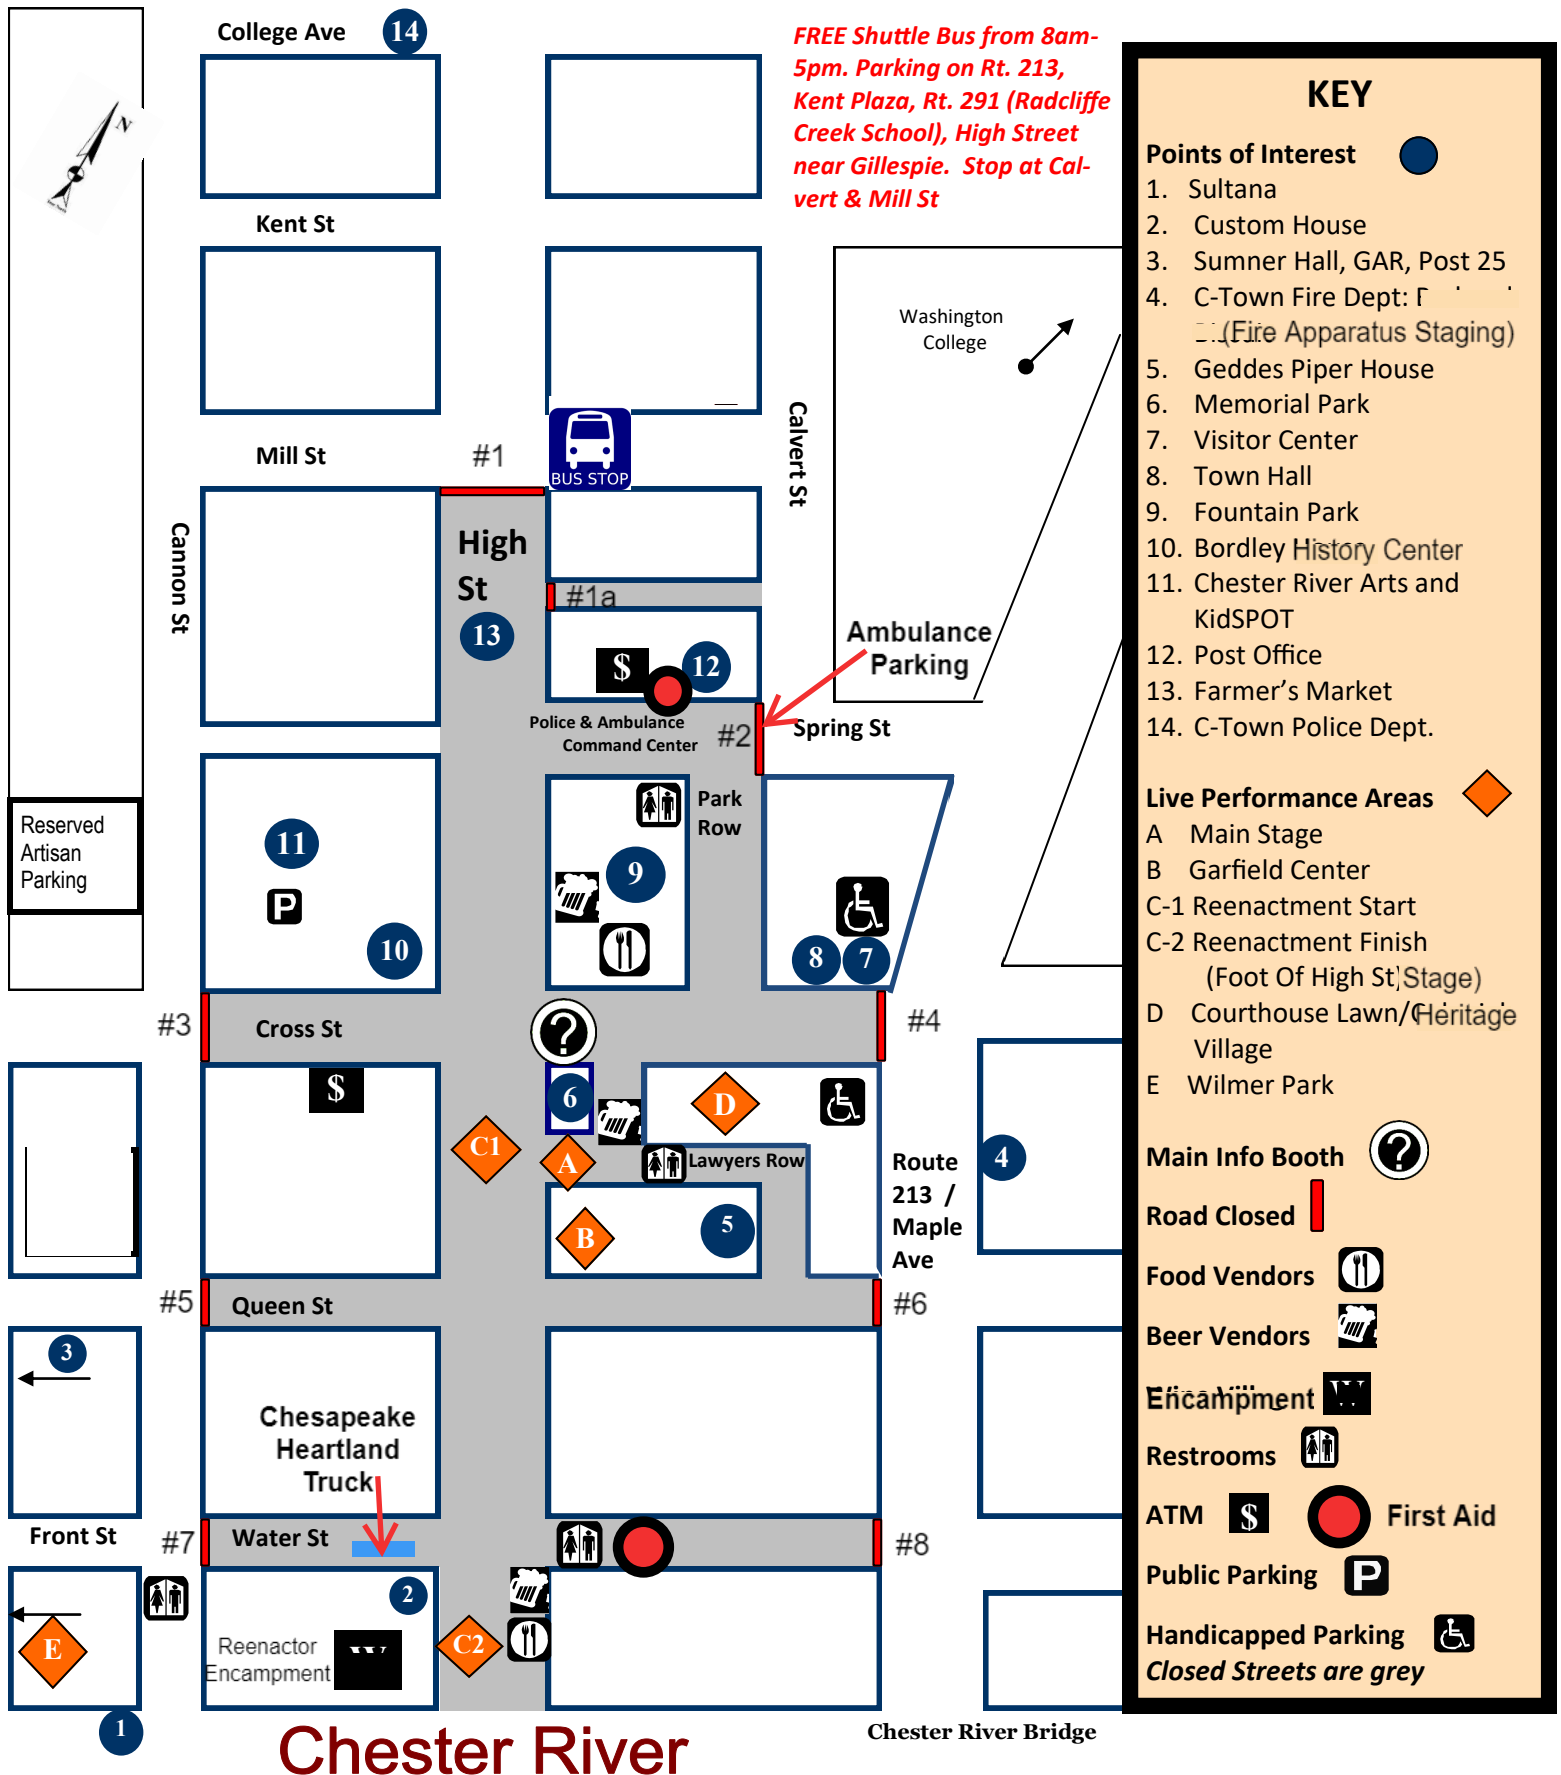 College Ave
14
N
FREE Shuttle Bus from 8am-
5pm. Parking on Rt. 213,
Kent Plaza, Rt. 291 (Radcliffe
Creek School), High Street
near Gillespie. Stop at Cal-
vert & Mill St
Kent St
Washington
College
Calvert St
Mill St
#1
BUS STOP
Cannon St
High
St
#1a
13
$
12
Ambulance
Parking
Police & Ambulance
Command Center
#2
Spring St
Park
Row
Reserved
Artisan
Parking
11
P
10
9
8
7
#3
Cross St
?
#4
$
6
D
C1
A
Lawyers Row
4
Route
213 /
Maple
Ave
B
5
#5
Queen St
#6
3
Chesapeake
Heartland
Truck
Front St
#7
Water St
#8
2
E
Reenactor
Encampment
C2
1
Chester River
Chester River Bridge
KEY
Points of Interest
1. Sultana
2. Custom House
3. Sumner Hall, GAR, Post 25
4. C-Town Fire Dept:
(Fire Apparatus Staging)
5. Geddes Piper House
6. Memorial Park
7. Visitor Center
8. Town Hall
9. Fountain Park
10. Bordley History Center
11. Chester River Arts and
KidSPOT
12. Post Office
13. Farmer's Market
14. C-Town Police Dept.
Live Performance Areas
A Main Stage
B Garfield Center
C-1 Reenactment Start
C-2 Reenactment Finish
(Foot Of High St) Stage)
D Courthouse Lawn/Heritage
Village
E Wilmer Park
Main Info Booth ?
Road Closed
Food Vendors
Beer Vendors
Encampment
Restrooms
ATM $ First Aid
Public Parking P
Handicapped Parking
Closed Streets are grey